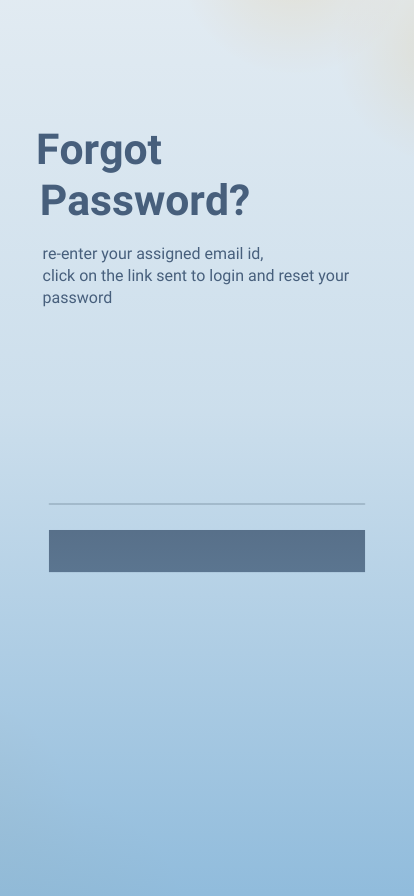 Forgot
Password?
re-enter your assigned email id,
click on the link sent to login and reset your
password